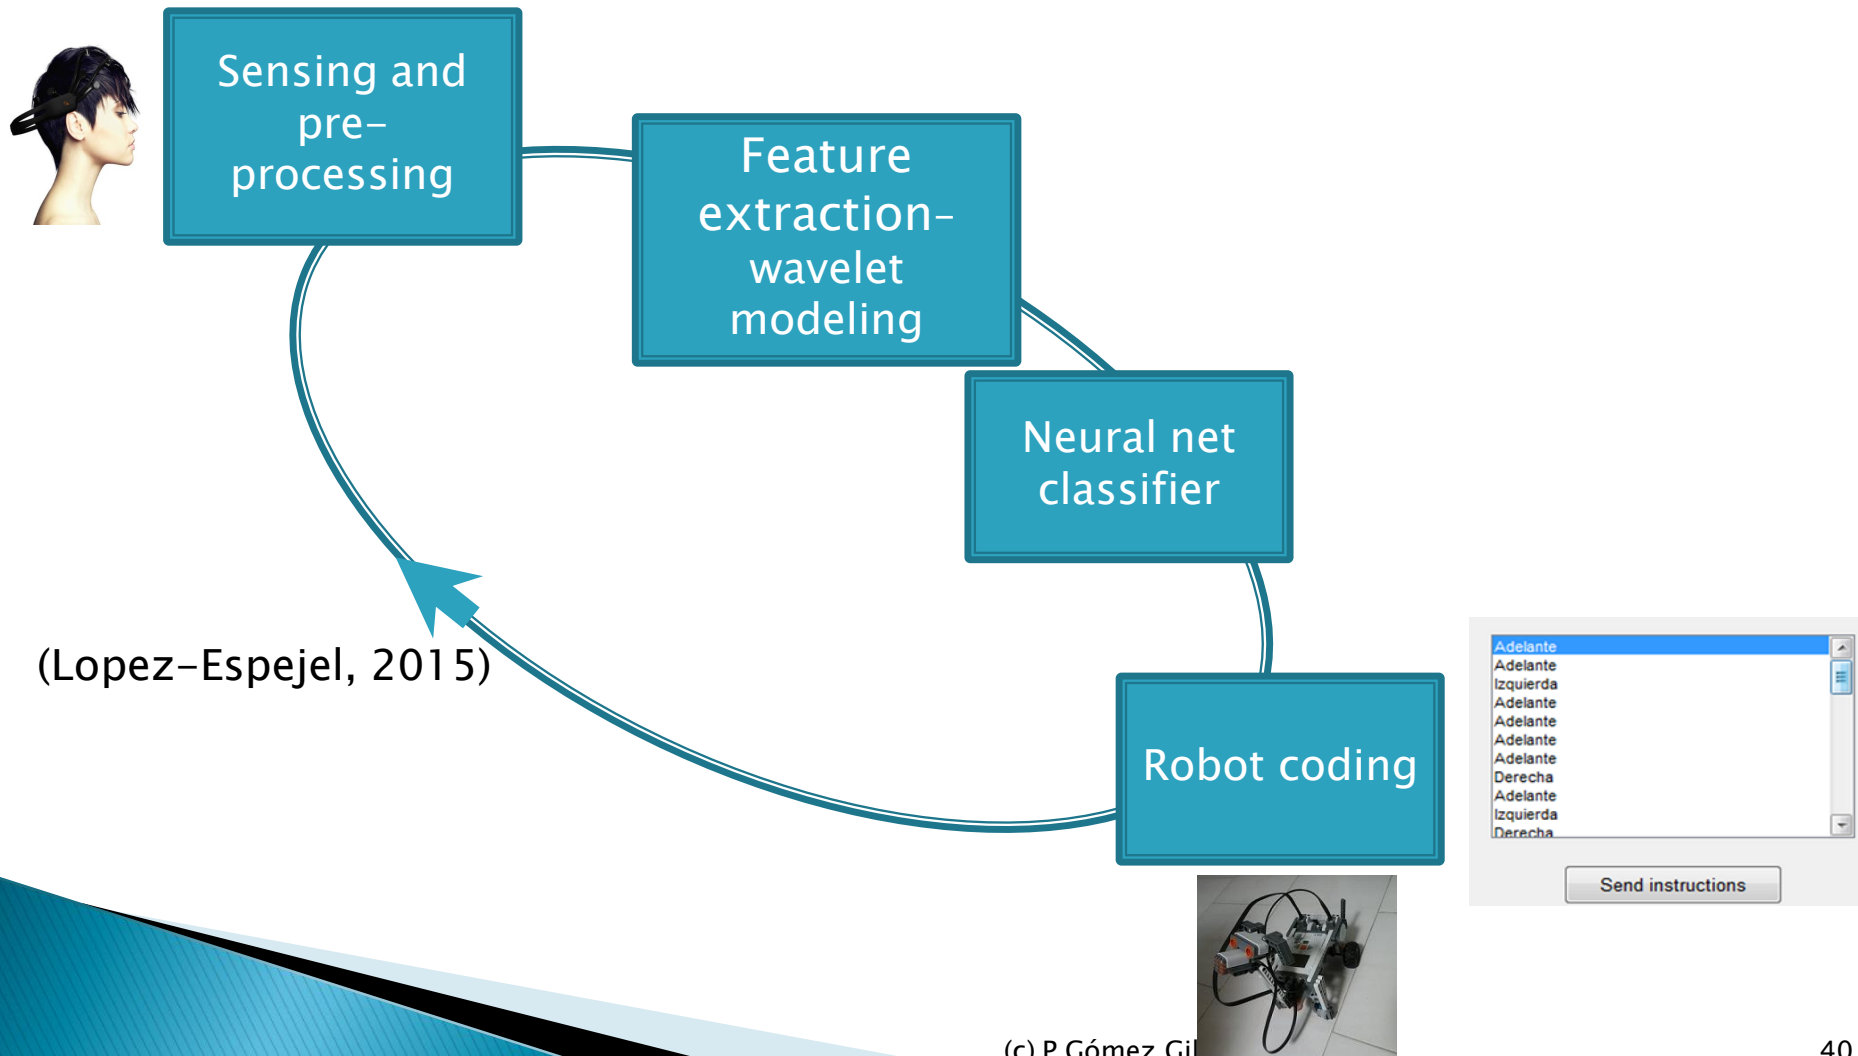 Sensing and
pre-
processing
Feature
extraction-
wavelet
modeling
Neural net
classifier
(Lopez-Espejel, 2015)
Robot coding
Adelante
Adelante
Izquierda
Adelante
Adelante
Adelante
Adelante
Derecha
Adelante
Izquierda
Derecha
Send instructions
(c) P Gómez Gil
40